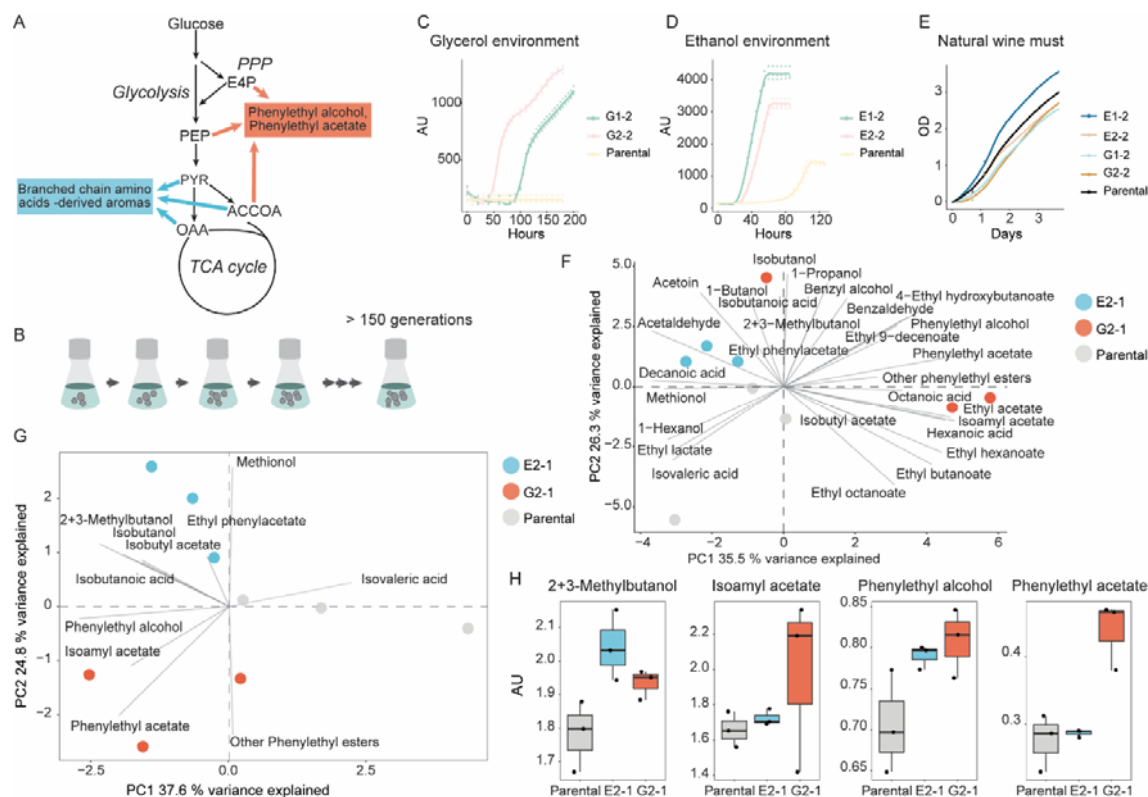 A
Glucose
PPP
E4P
Glycolysis
Phenylethyl alcohol,
Phenylethyl acetate
PEP
PYR
Branched chain amino
acids -derived aromas
ACCOA
OAA
TCA cycle
B
> 150 generations
C
Glycerol environment
AU
1000
500
0 50 100 150 200
Hours
G1-2
G2-2
Parental
D
Ethanol environment
AU
4000
3000
2000
1000
0
0 40 80 120
Hours
E1-2
E2-2
Parental
E
Natural wine must
OD
3
2
1
0
0 1 2 3
Days
E1-2
E2-2
G1-2
G2-2
Parental
F
PC2 26.3 % variance explained
5.0
2.5
0.0
−2.5
−5.0
Isobutanol
1-Propanol
Acetoin
1-Butanol
Benzyl alcohol
Isobutanoic acid
4-Ethyl hydroxybutanoate
Benzaldehyde
Acetaldehyde
2+3-Methylbutanol
Phenylethyl alcohol
Ethyl 9-decenoate
Ethyl phenylacetate
Phenylethyl acetate
Decanoic acid
Other phenylethyl esters
Methionol
Octanoic acid
Ethyl acetate
Isobutyl acetate
Isoamyl acetate
1-Hexanol
Hexanoic acid
Ethyl lactate
Ethyl hexanoate
Isovaleric acid
Ethyl butanoate
Ethyl octanoate
−4 −2 0 2 4 6
PC1 35.5 % variance explained
E2-1
G2-1
Parental
G
PC2 24.8 % variance explained
2
1
0
−1
−2
Methionol
2+3-Methylbutanol
Ethyl phenylacetate
Isobutanol
Isobutyl acetate
Isobutanoic acid
Isovaleric acid
Phenylethyl alcohol
Isoamyl acetate
Phenylethyl acetate
Other Phenylethyl esters
−2.5 0.0 2.5
PC1 37.6 % variance explained
E2-1
G2-1
Parental
H
2+3-Methylbutanol
AU
2.1
2.0
1.9
1.8
1.7
Parental E2-1 G2-1
Isoamyl acetate
2.2
2.0
1.8
1.6
1.4
Parental E2-1 G2-1
Phenylethyl alcohol
0.85
0.80
0.75
0.70
0.65
Parental E2-1 G2-1
Phenylethyl acetate
0.4
0.3
Parental E2-1 G2-1